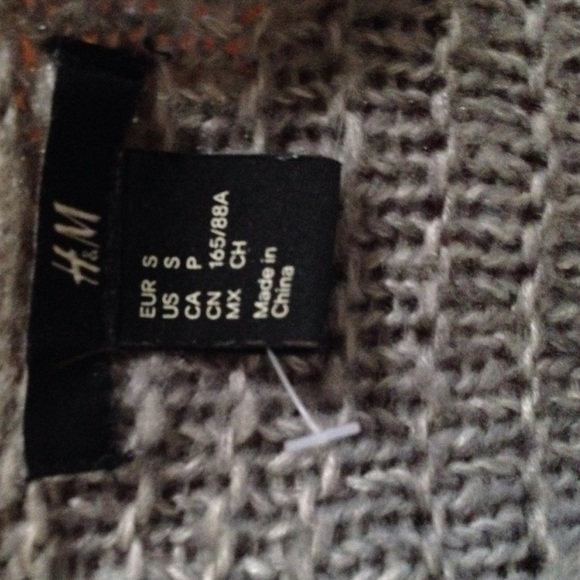 H&M
EUR S
US S
CA P
CN 165/88A
MX CH
Made in
China